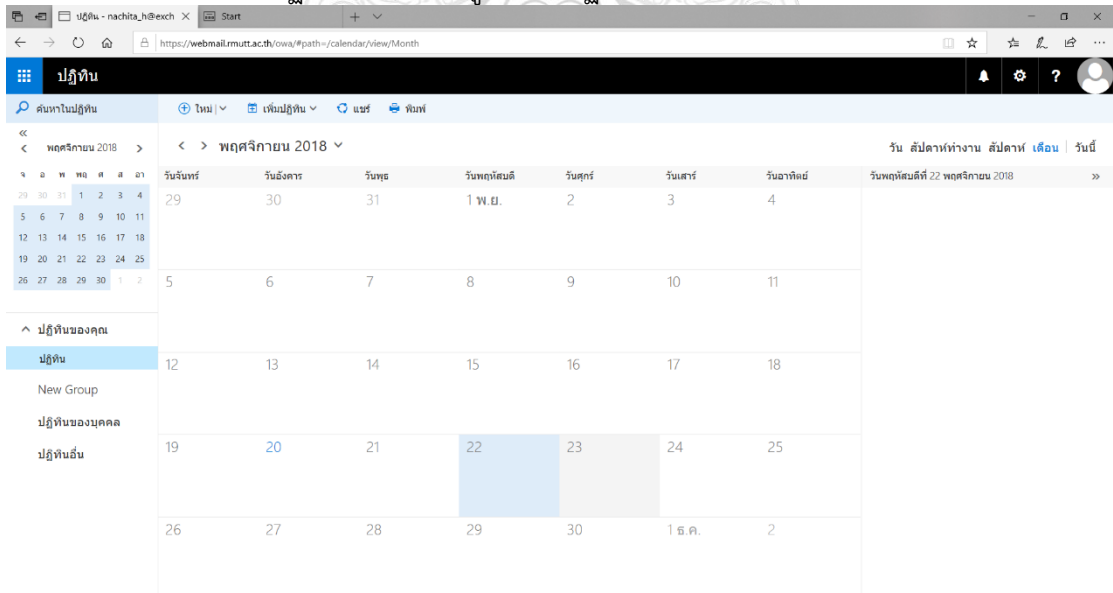 ปฏิทิน - nachita_h@exch Start
https://webmail.rmutt.ac.th/owa/#path=/calendar/view/Month
ปฏิทิน ?
ค้นหาในปฏิทิน ใหม่ เพิ่มปฏิทิน แชร์ พิมพ์
พฤศจิกายน 2018
จ อ พ พฤ ศ ส อา
29 30 31 1 2 3 4
5 6 7 8 9 10 11
12 13 14 15 16 17 18
19 20 21 22 23 24 25
26 27 28 29 30 1 2
ปฏิทินของคุณ
ปฏิทิน
New Group
ปฏิทินของบุคคล
ปฏิทินอื่น
พฤศจิกายน 2018 วัน สัปดาห์ทำงาน สัปดาห์ เดือน วันนี้
วันจันทร์ วันอังคาร วันพุธ วันพฤหัสบดี วันศุกร์ วันเสาร์ วันอาทิตย์
29 30 31 1 พ.ย. 2 3 4
5 6 7 8 9 10 11
12 13 14 15 16 17 18
19 20 21 22 23 24 25
26 27 28 29 30 1 ธ.ค. 2
วันพฤหัสบดีที่ 22 พฤศจิกายน 2018